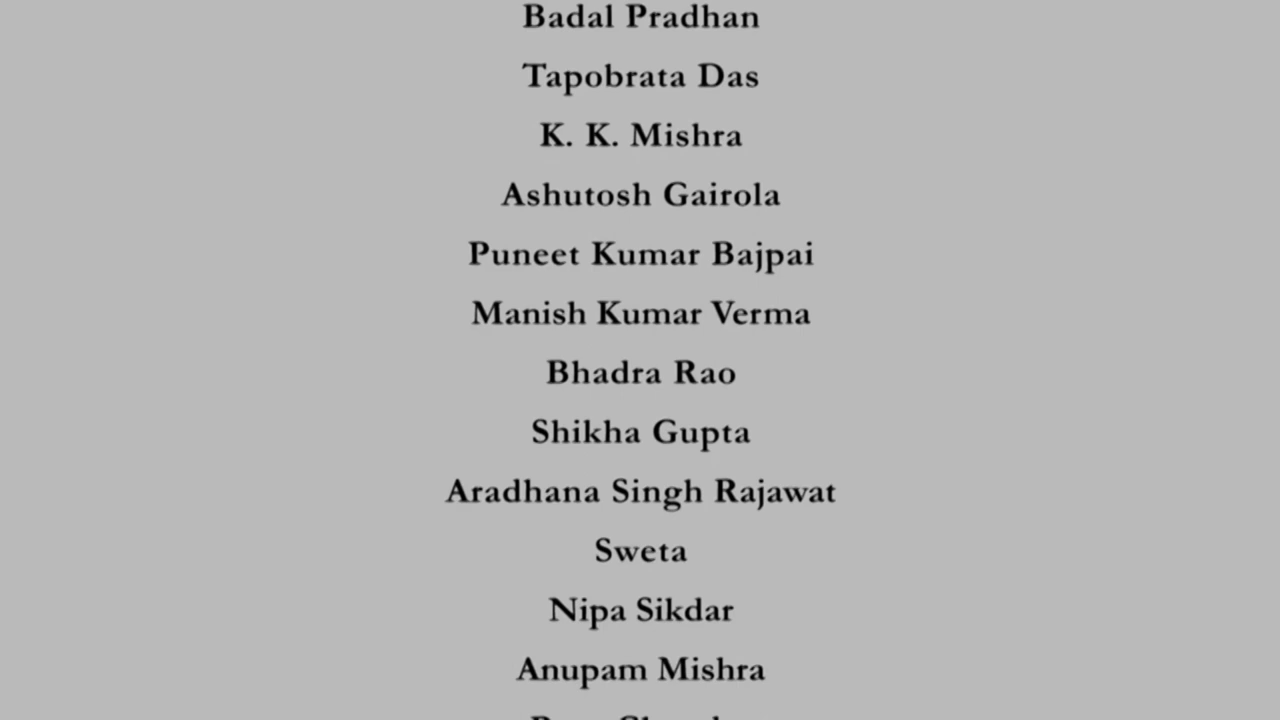 Badal Pradhan
Tapobrata Das
K. K. Mishra
Ashutosh Gairola
Puneet Kumar Bajpai
Manish Kumar Verma
Bhadra Rao
Shikha Gupta
Aradhana Singh Rajawat
Sweta
Nipa Sikdar
Anupam Mishra